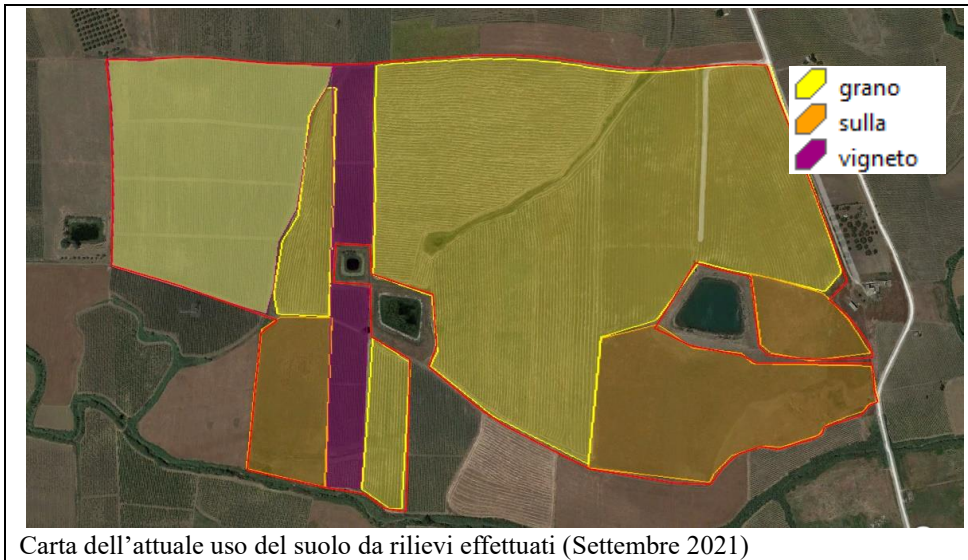 grano
sulla
vigneto
Carta dell’attuale uso del suolo da rilievi effettuati (Settembre 2021)